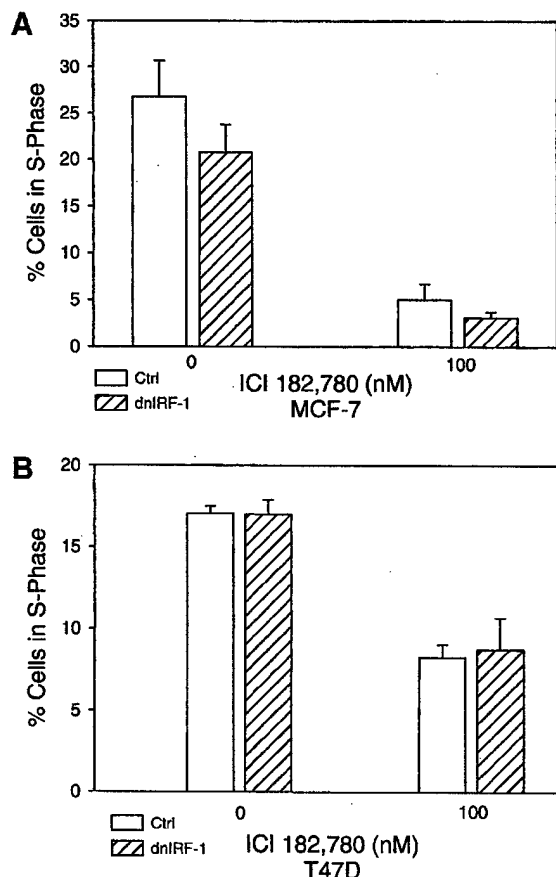 A
% Cells in S-Phase
35
30
25
20
15
10
5
0
0
100
Ctrl
dnIRF-1
ICI 182,780 (nM)
MCF-7
B
% Cells in S-Phase
20
15
10
5
0
0
100
Ctrl
dnIRF-1
ICI 182,780 (nM)
T47D